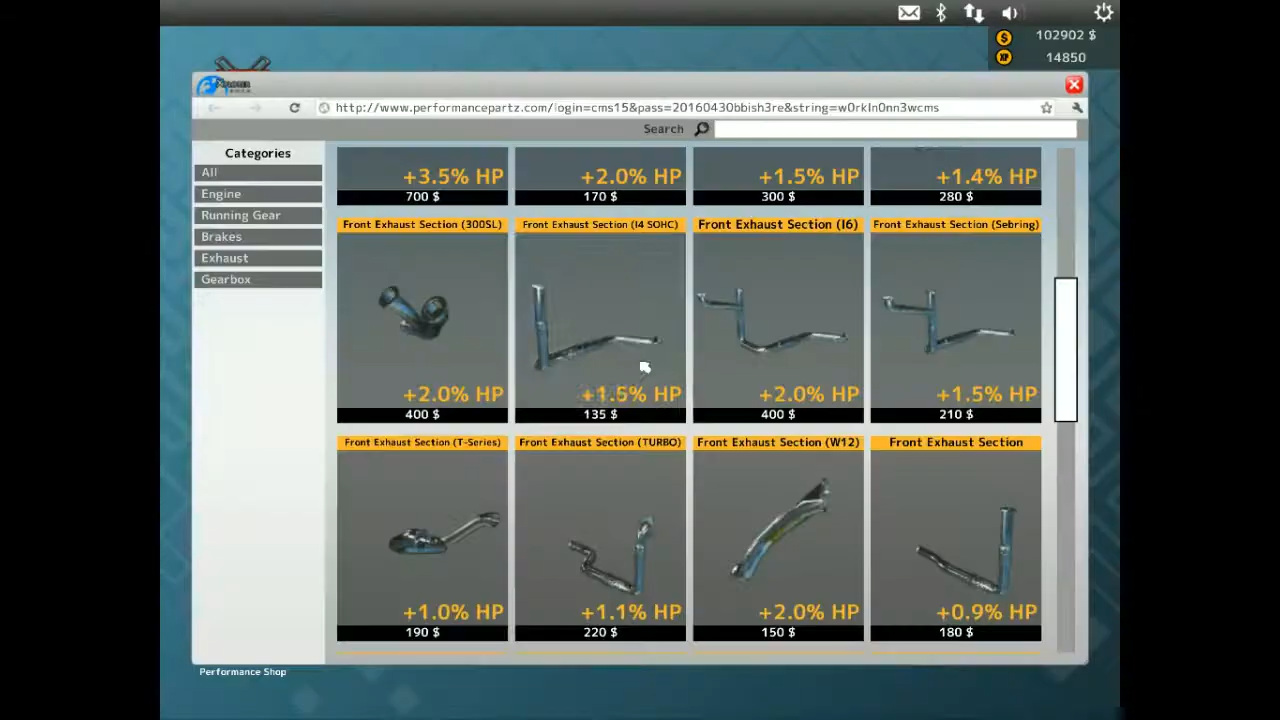 102902 $
14850
http://www.performancepartz.com/login=cms15&pass=20160430bbish3re&string=w0rkIn0nn3wcms
Search
Categories
All
Engine
Running Gear
Brakes
Exhaust
Gearbox
+3.5% HP +2.0% HP +1.5% HP +1.4% HP
700 $ 170 $ 300 $ 280 $
Front Exhaust Section (300SL) Front Exhaust Section (I4 SOHC) Front Exhaust Section (I6) Front Exhaust Section (Sebring)
+2.0% HP +1.5% HP +2.0% HP +1.5% HP
400 $ 135 $ 400 $ 210 $
Front Exhaust Section (T-Series) Front Exhaust Section (TURBO) Front Exhaust Section (W12) Front Exhaust Section
+1.0% HP +1.1% HP +2.0% HP +0.9% HP
190 $ 220 $ 150 $ 180 $
Performance Shop